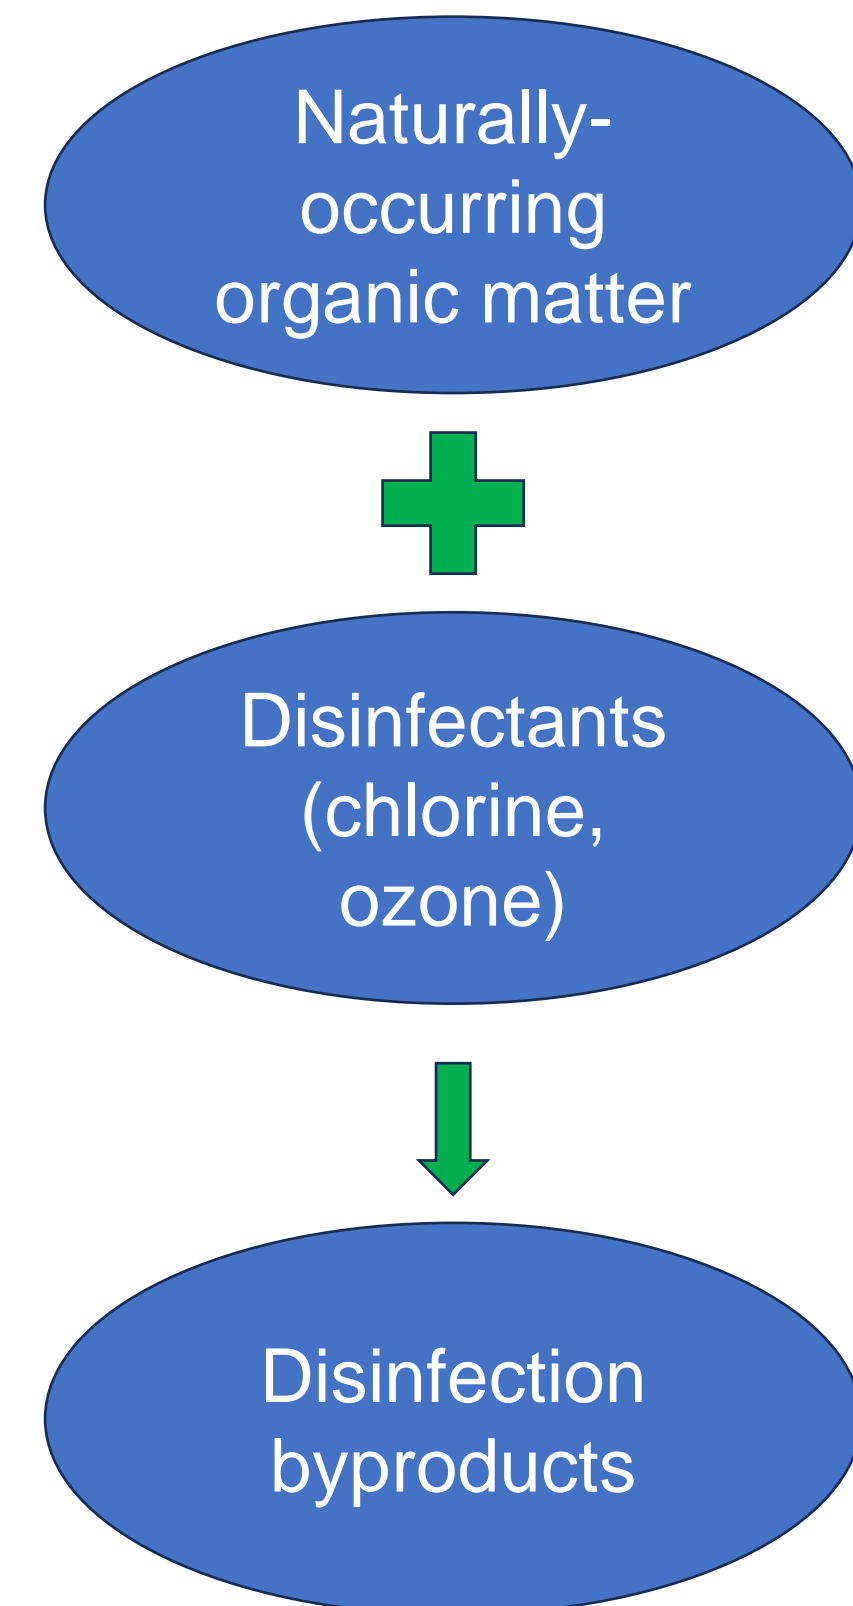 Naturally-
occurring
organic matter
Disinfectants
(chlorine,
ozone)
Disinfection
byproducts